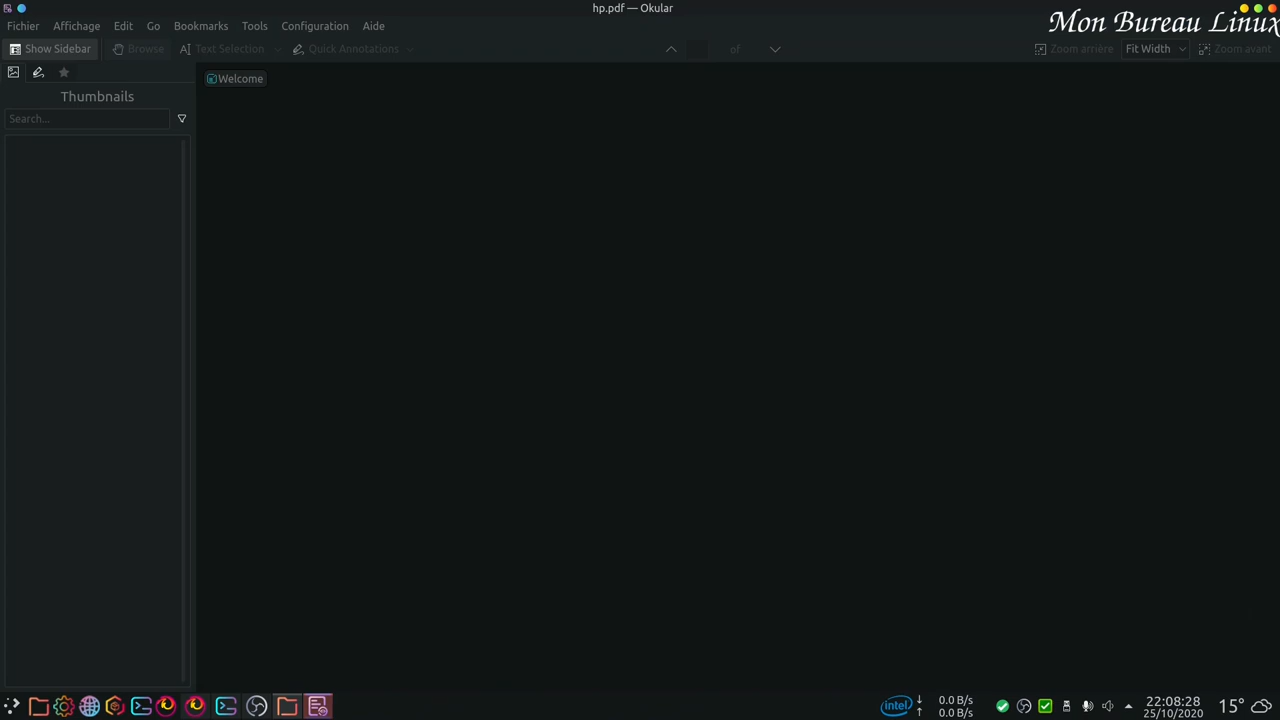 hp.pdf — Okular
Mon Bureau Linux
Fichier Affichage Edit Go Bookmarks Tools Configuration Aide
Show Sidebar Browse Text Selection Quick Annotations of Zoom arrière Fit Width Zoom avant
Welcome
Thumbnails
Search...
intel 0.0 B/s 22:08:28 15°
0.0 B/s 25/10/2020